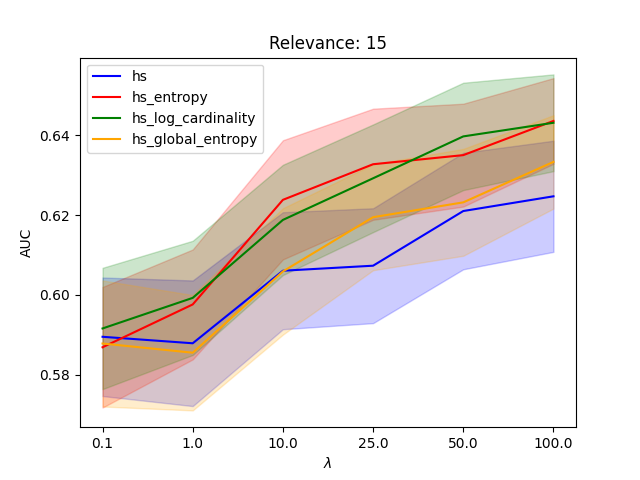 Relevance: 15
hs
hs_entropy
hs_log_cardinality
hs_global_entropy
AUC
0.64
0.62
0.60
0.58
0.1 1.0 10.0 25.0 50.0 100.0
λ